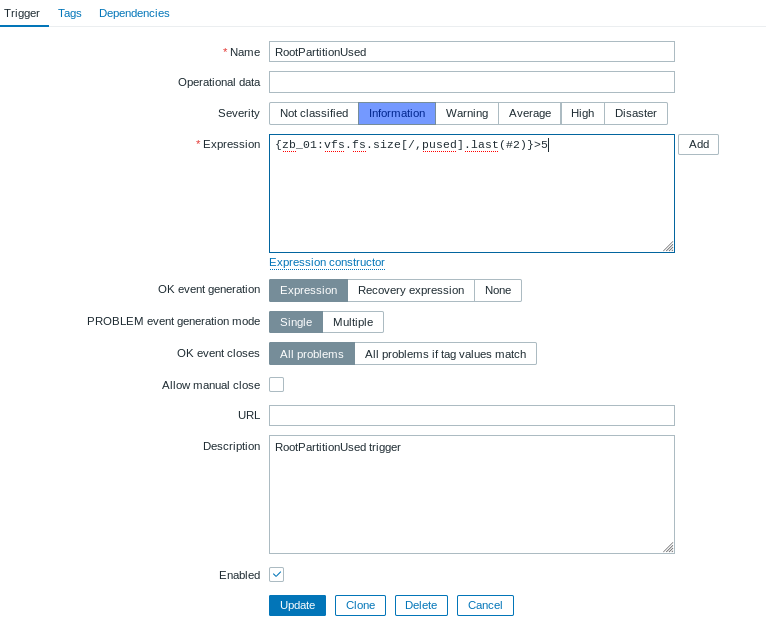 Trigger Tags Dependencies
* Name RootPartitionUsed
Operational data
Severity Not classified Information Warning Average High Disaster
* Expression {zb_01:vfs.fs.size[/,pused].last(#2)}>5 Add
Expression constructor
OK event generation Expression Recovery expression None
PROBLEM event generation mode Single Multiple
OK event closes All problems All problems if tag values match
Allow manual close
URL
Description RootPartitionUsed trigger
Enabled
Update Clone Delete Cancel